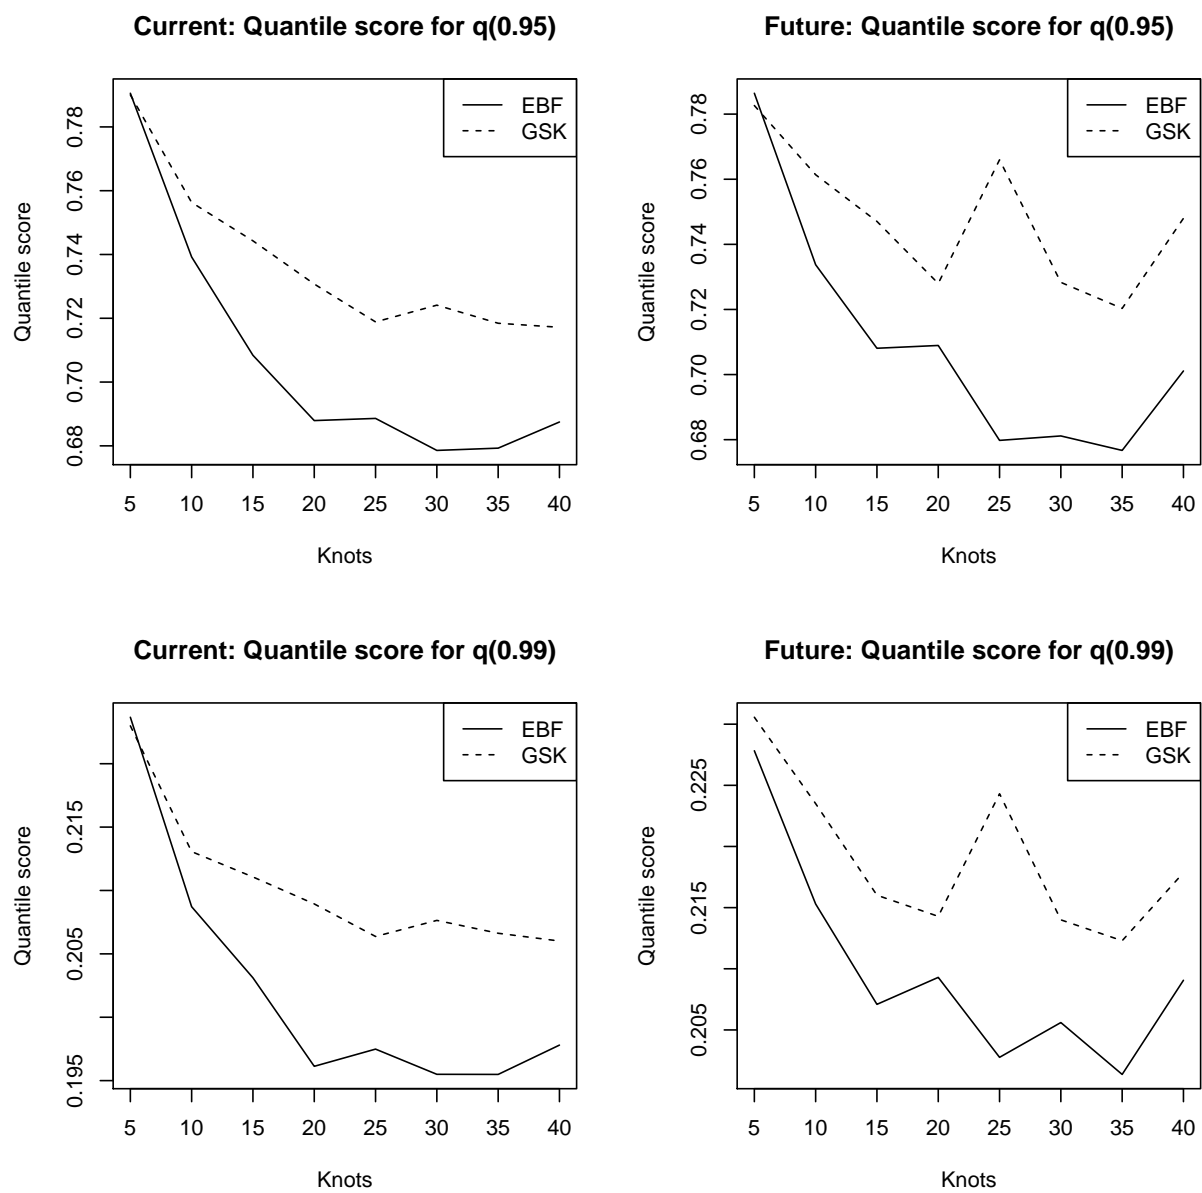 Current: Quantile score for q(0.95)
EBF
GSK
Quantile score
0.68 0.70 0.72 0.74 0.76 0.78
5 10 15 20 25 30 35 40
Knots
Future: Quantile score for q(0.95)
EBF
GSK
Quantile score
0.68 0.70 0.72 0.74 0.76 0.78
5 10 15 20 25 30 35 40
Knots
Current: Quantile score for q(0.99)
EBF
GSK
Quantile score
0.195 0.205 0.215
5 10 15 20 25 30 35 40
Knots
Future: Quantile score for q(0.99)
EBF
GSK
Quantile score
0.205 0.215 0.225
5 10 15 20 25 30 35 40
Knots